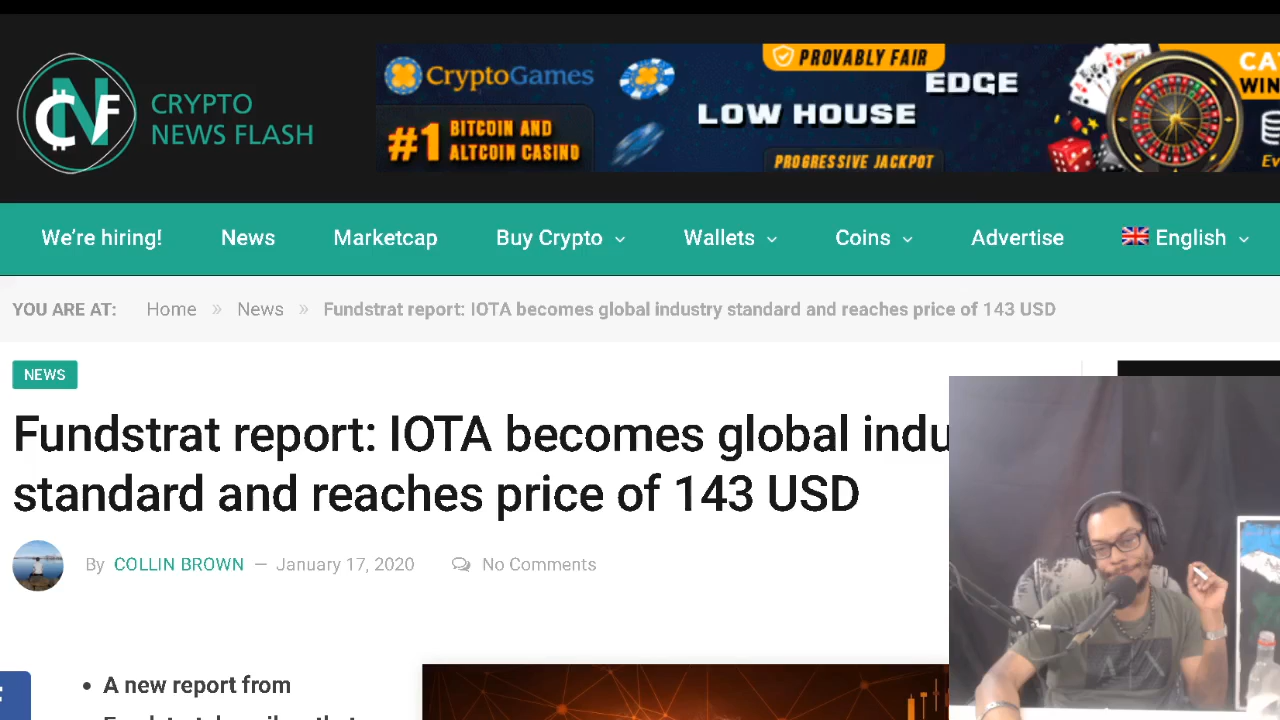 CNF
CRYPTO
NEWS FLASH
CryptoGames
#1 BITCOIN AND
ALTCOIN CASINO
PROVABLY FAIR
LOW HOUSE EDGE
PROGRESSIVE JACKPOT
We’re hiring! News Marketcap Buy Crypto Wallets Coins Advertise English
YOU ARE AT: Home » News » Fundstrat report: IOTA becomes global industry standard and reaches price of 143 USD
NEWS
Fundstrat report: IOTA becomes global indu
standard and reaches price of 143 USD
By COLLIN BROWN — January 17, 2020 No Comments
• A new report from